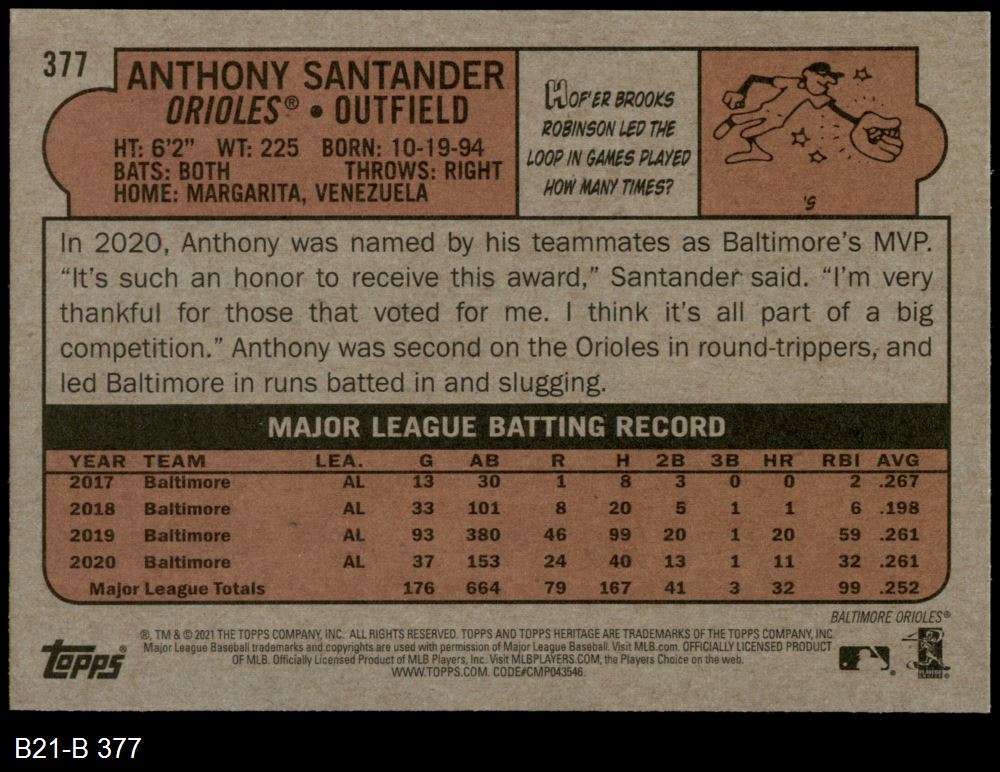 377
ANTHONY SANTANDER
ORIOLES® • OUTFIELD
HT: 6'2" WT: 225 BORN: 10-19-94
BATS: BOTH THROWS: RIGHT
HOME: MARGARITA, VENEZUELA
HOF'ER BROOKS
ROBINSON LED THE
LOOP IN GAMES PLAYED
HOW MANY TIMES?
'S
In 2020, Anthony was named by his teammates as Baltimore's MVP.
"It's such an honor to receive this award," Santander said. "I'm very
thankful for those that voted for me. I think it's all part of a big
competition." Anthony was second on the Orioles in round-trippers, and
led Baltimore in runs batted in and slugging.
MAJOR LEAGUE BATTING RECORD
YEAR TEAM LEA. G AB R H 2B 3B HR RBI AVG
2017 Baltimore AL 13 30 1 8 3 0 0 2 .267
2018 Baltimore AL 33 101 8 20 5 1 1 6 .198
2019 Baltimore AL 93 380 46 99 20 1 20 59 .261
2020 Baltimore AL 37 153 24 40 13 1 11 32 .261
Major League Totals 176 664 79 167 41 3 32 99 .252
BALTIMORE ORIOLES®
topps®
®, TM & © 2021 THE TOPPS COMPANY, INC. ALL RIGHTS RESERVED. TOPPS AND TOPPS HERITAGE ARE TRADEMARKS OF THE TOPPS COMPANY, INC.
Major League Baseball trademarks and copyrights are used with permission of Major League Baseball. Visit MLB.com. OFFICIALLY LICENSED PRODUCT
OF MLB. Officially Licensed Product of MLB Players, Inc. Visit MLBPLAYERS.COM, the Players Choice on the web.
WWW.TOPPS.COM. CODE#CMP043546.
B21-B 377